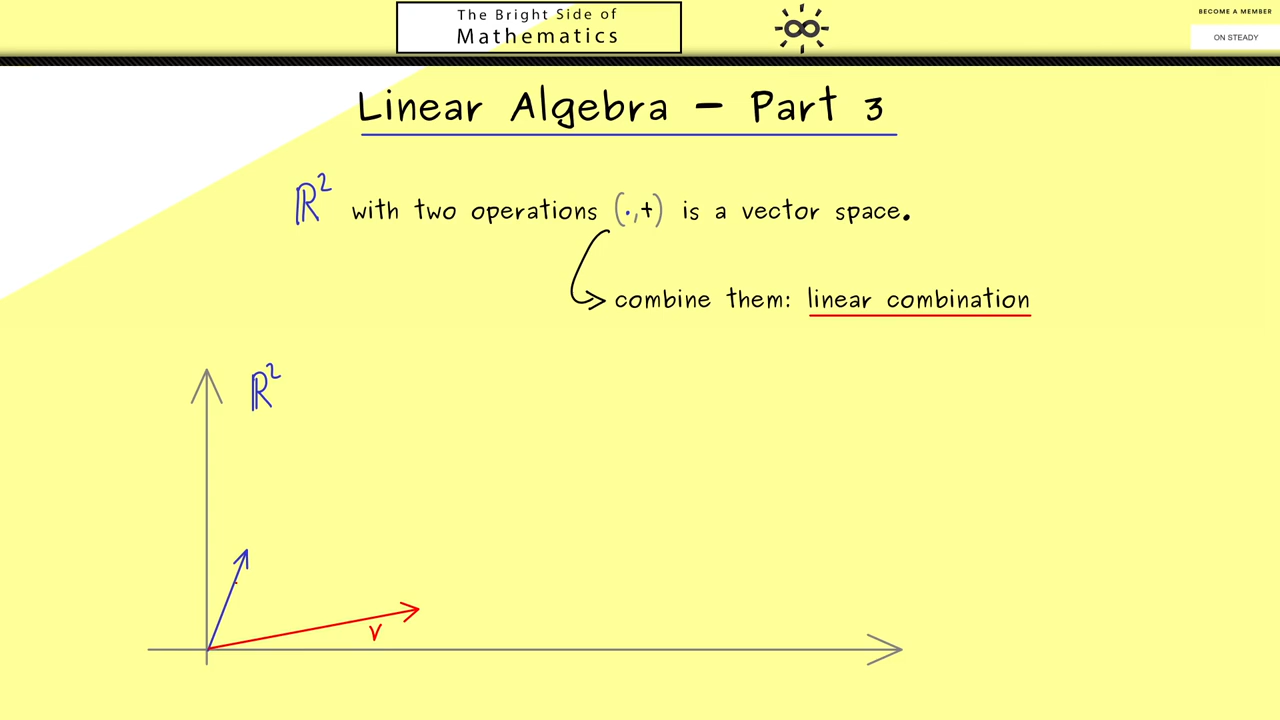 The Bright Side of
Mathematics
BECOME A MEMBER
ON STEADY
Linear Algebra – Part 3
ℝ² with two operations (·,+) is a vector space.
combine them: linear combination
ℝ²
v